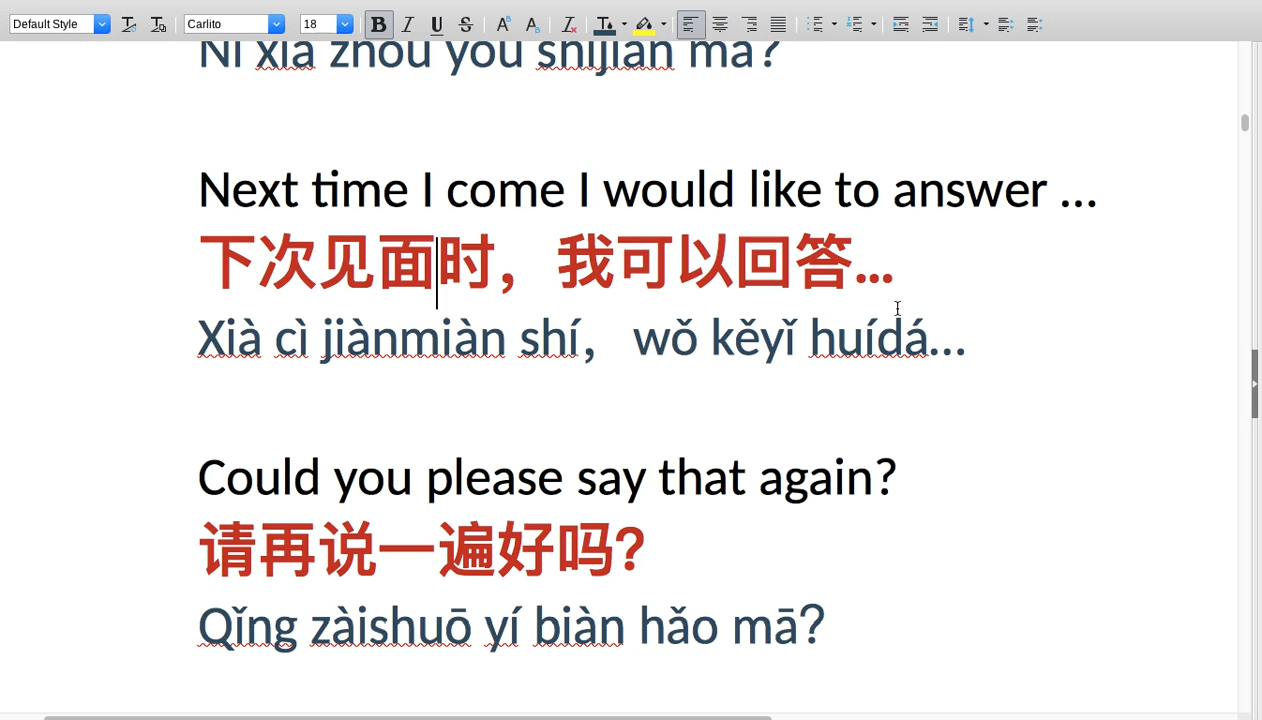 Default Style
Carlito
18
Nǐ xià zhōu yǒu shíjiān ma?
Next time I come I would like to answer ...
下次见面时，我可以回答...
Xià cì jiànmiàn shí， wǒ kěyǐ huídá...
Could you please say that again?
请再说一遍好吗?
Qǐng zàishuō yí biàn hǎo mā?